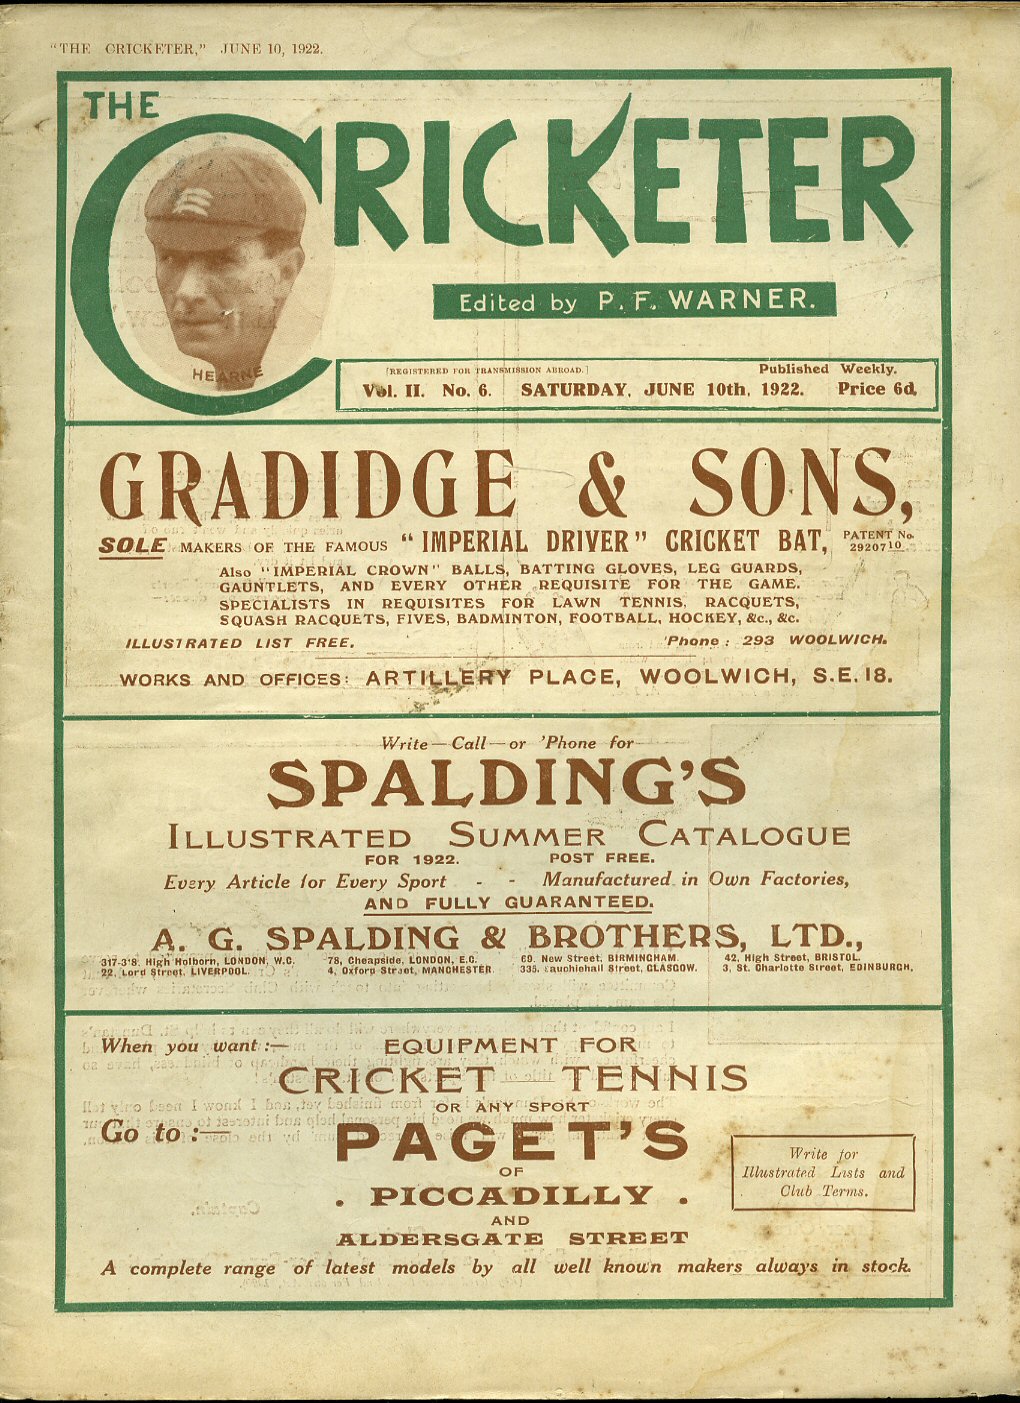 "THE CRICKETER," JUNE 10, 1922.
THE
CRICKETER
HEARNE
Edited by P. F. WARNER.
[REGISTERED FOR TRANSMISSION ABROAD.] Published Weekly.
Vol. II. No. 6. SATURDAY, JUNE 10th, 1922. Price 6d.
GRADIDGE & SONS,
SOLE MAKERS OF THE FAMOUS "IMPERIAL DRIVER" CRICKET BAT, PATENT No. 29207 10
Also "IMPERIAL CROWN" BALLS, BATTING GLOVES, LEG GUARDS,
GAUNTLETS, AND EVERY OTHER REQUISITE FOR THE GAME.
SPECIALISTS IN REQUISITES FOR LAWN TENNIS, RACQUETS,
SQUASH RACQUETS, FIVES, BADMINTON, FOOTBALL, HOCKEY, &c., &c.
ILLUSTRATED LIST FREE. 'Phone: 293 WOOLWICH.
WORKS AND OFFICES: ARTILLERY PLACE, WOOLWICH, S.E.18.
Write—Call—or 'Phone for
SPALDING'S
ILLUSTRATED SUMMER CATALOGUE
FOR 1922. POST FREE.
Every Article for Every Sport - - Manufactured in Own Factories,
AND FULLY GUARANTEED.
A. G. SPALDING & BROTHERS, LTD.,
317-318, High Holborn, LONDON, W.C. 78, Cheapside, LONDON, E.C. 69, New Street, BIRMINGHAM. 42, High Street, BRISTOL.
22, Lord Street, LIVERPOOL. 4, Oxford Street, MANCHESTER. 335, Sauchiehall Street, GLASGOW. 3, St. Charlotte Street, EDINBURGH.
When you want:— EQUIPMENT FOR
CRICKET TENNIS
OR ANY SPORT
Go to:— PAGET'S
OF
. PICCADILLY .
AND
ALDERSGATE STREET
Write for
Illustrated Lists and
Club Terms.
A complete range of latest models by all well known makers always in stock.